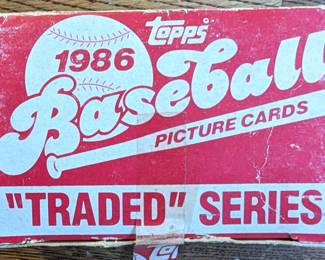 TOPPS®
1986
Baseball
PICTURE CARDS
"TRADED" SERIES